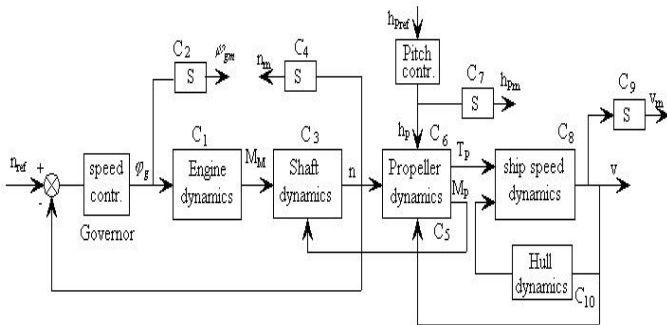 h_Pref
Pitch
contr.
C_2
S
φ_gm
n_m
C_4
S
C_7
S
h_Pm
C_9
S
v_m
h_p
C_1
C_3
C_6
C_8
n_ref
+
-
speed
contr.
φ_g
Governor
Engine
dynamics
M_M
Shaft
dynamics
n
Propeller
dynamics
T_p
M_p
C_5
ship speed
dynamics
v
Hull
dynamics
C_10